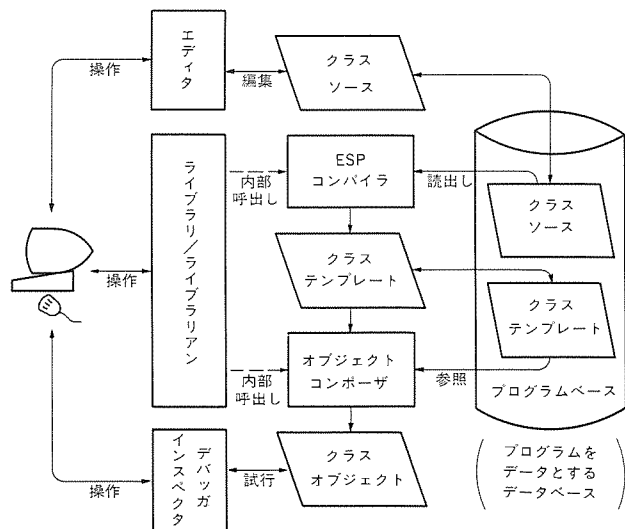 エディタ
操作
編集
クラス
ソース
ライブラリ/ライブラリアン
内部
呼出し
ESP
コンパイラ
読出し
クラス
ソース
操作
クラス
テンプレート
クラス
テンプレート
内部
呼出し
オブジェクト
コンポーザ
参照
プログラムベース
操作
デバッガ
インスペクタ
試行
クラス
オブジェクト
プログラムを
データとする
データベース